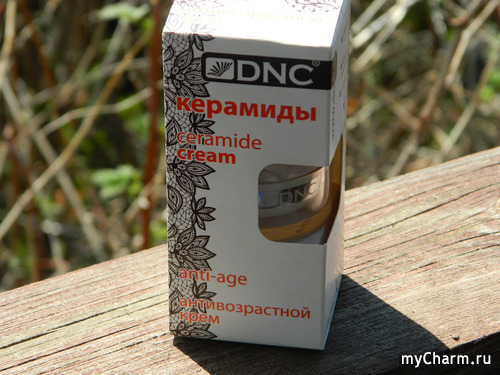 DNC®
керамиды
ceramide
cream
DNC
anti-age
антивозрастной
крем
myCharm.ru